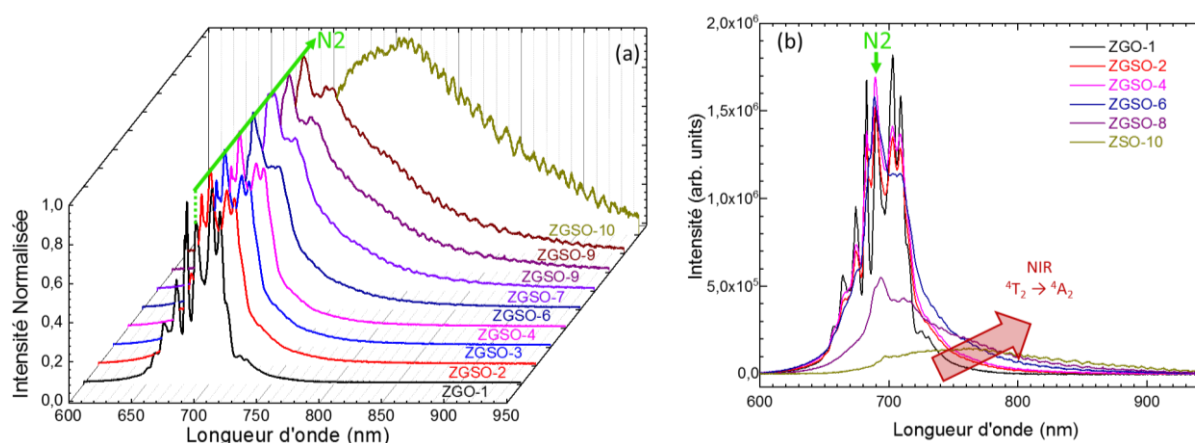 (a)
N2
Intensité Normalisée
1,0
0,8
0,6
0,4
0,2
0,0
600 650 700 750 800 850 900 950
Longueur d'onde (nm)
ZGSO-10
ZGSO-9
ZGSO-9
ZGSO-7
ZGSO-6
ZGSO-4
ZGSO-3
ZGSO-2
ZGO-1
(b)
N2
Intensité (arb. units)
2,0x10⁶
1,5x10⁶
1,0x10⁶
5,0x10⁵
0,0
600 700 800 900
Longueur d'onde (nm)
ZGO-1
ZGSO-2
ZGSO-4
ZGSO-6
ZGSO-8
ZSO-10
NIR
⁴T₂ → ⁴A₂